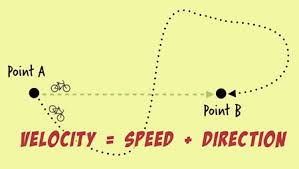 Point A
Point B
VELOCITY = SPEED + DIRECTION